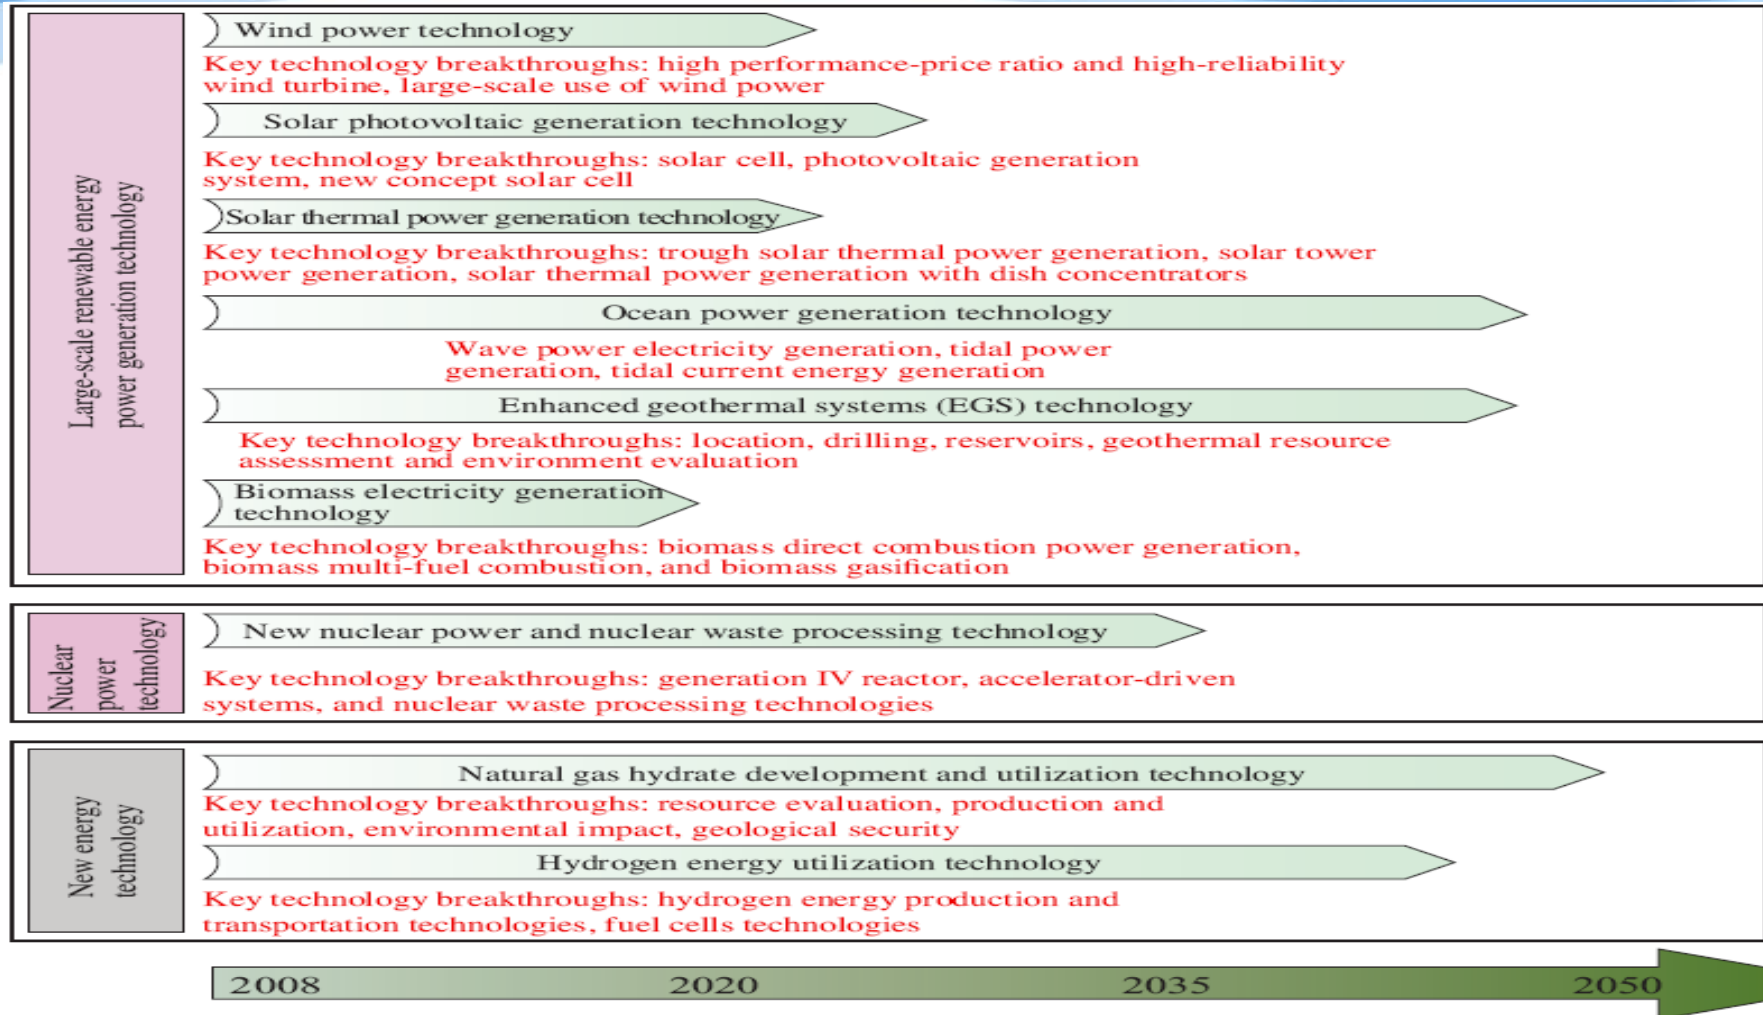 Large-scale renewable energy
power generation technology
Wind power technology
Key technology breakthroughs: high performance-price ratio and high-reliability
wind turbine, large-scale use of wind power
Solar photovoltaic generation technology
Key technology breakthroughs: solar cell, photovoltaic generation
system, new concept solar cell
Solar thermal power generation technology
Key technology breakthroughs: trough solar thermal power generation, solar tower
power generation, solar thermal power generation with dish concentrators
Ocean power generation technology
Wave power electricity generation, tidal power
generation, tidal current energy generation
Enhanced geothermal systems (EGS) technology
Key technology breakthroughs: location, drilling, reservoirs, geothermal resource
assessment and environment evaluation
Biomass electricity generation
technology
Key technology breakthroughs: biomass direct combustion power generation,
biomass multi-fuel combustion, and biomass gasification
Nuclear
power
technology
New nuclear power and nuclear waste processing technology
Key technology breakthroughs: generation IV reactor, accelerator-driven
systems, and nuclear waste processing technologies
New energy
technology
Natural gas hydrate development and utilization technology
Key technology breakthroughs: resource evaluation, production and
utilization, environmental impact, geological security
Hydrogen energy utilization technology
Key technology breakthroughs: hydrogen energy production and
transportation technologies, fuel cells technologies
2008 2020 2035 2050